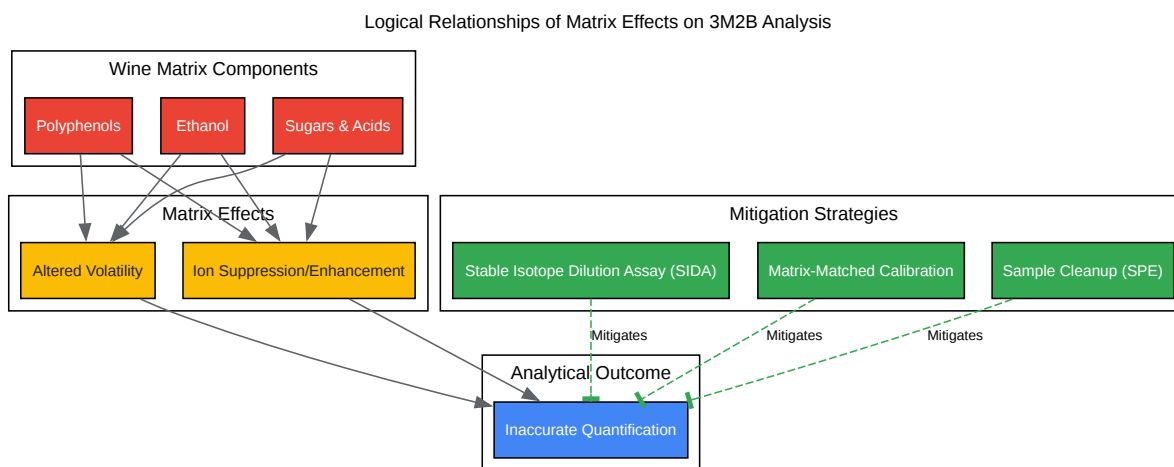 Logical Relationships of Matrix Effects on 3M2B Analysis
Wine Matrix Components
Polyphenols
Ethanol
Sugars & Acids
Matrix Effects
Altered Volatility
Ion Suppression/Enhancement
Mitigation Strategies
Stable Isotope Dilution Assay (SIDA)
Matrix-Matched Calibration
Sample Cleanup (SPE)
Mitigates
Mitigates
Mitigates
Analytical Outcome
Inaccurate Quantification